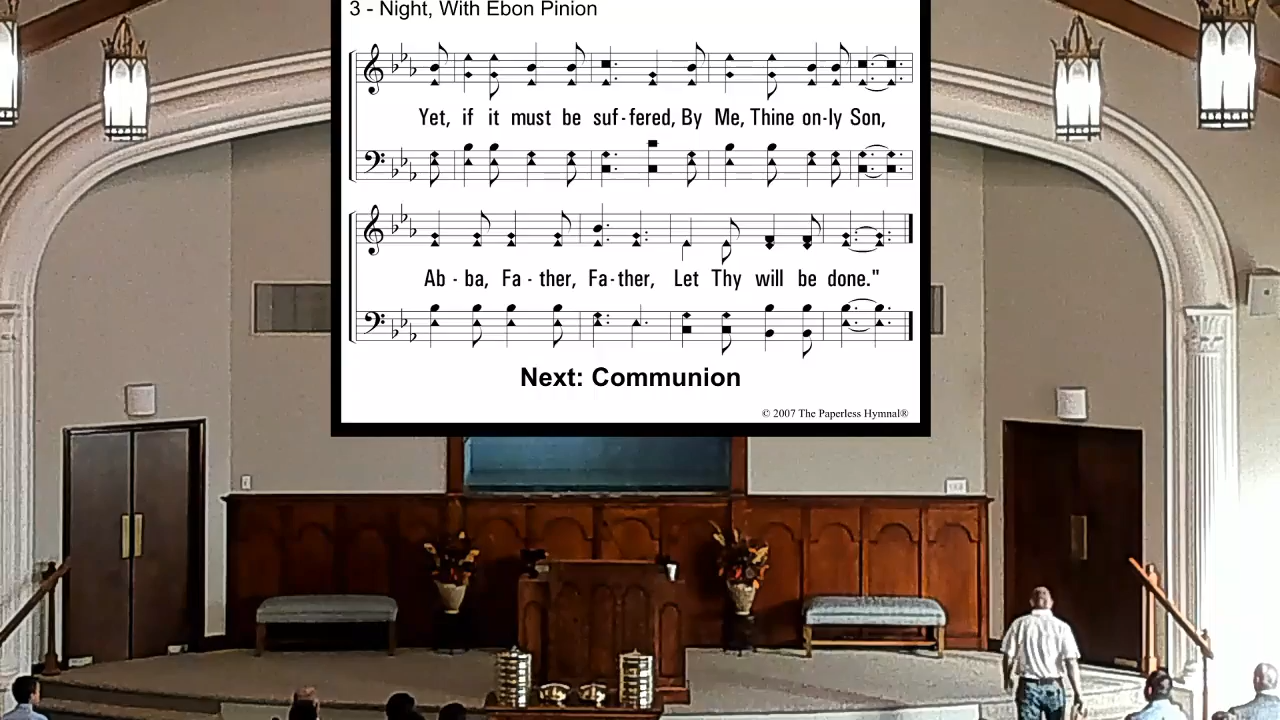 3 - Night, With Ebon Pinion
Yet, if it must be suf-fered, By Me, Thine on-ly Son,
Ab - ba, Fa - ther, Fa-ther, Let Thy will be done."
Next: Communion
© 2007 The Paperless Hymnal®